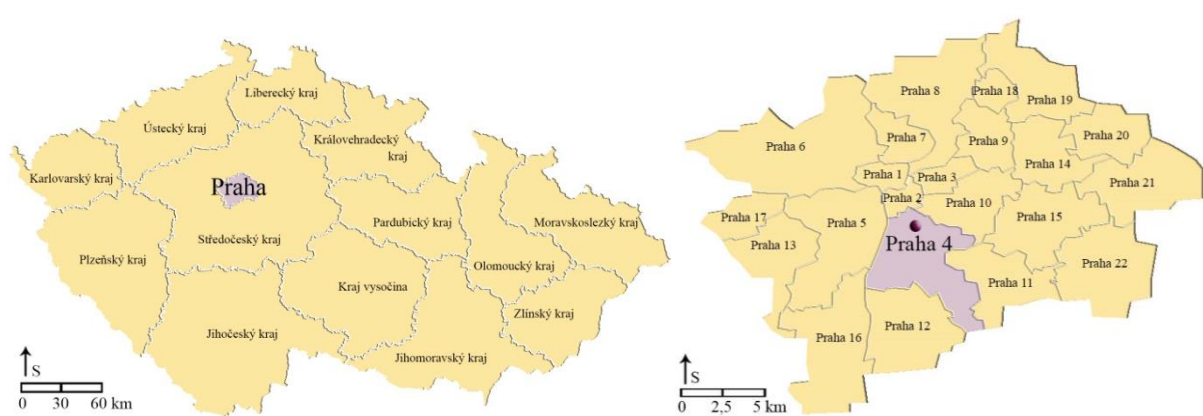 Liberecký kraj
Ústecký kraj
Královehradecký
kraj
Karlovarský kraj
Praha
Pardubický kraj
Moravskoslezký kraj
Středočeský kraj
Plzeňský kraj
Olomoucký kraj
Kraj vysočina
Zlínský kraj
Jihočeský kraj
Jihomoravský kraj
S
0 30 60 km
Praha 8
Praha 18
Praha 19
Praha 7
Praha 9
Praha 20
Praha 6
Praha 14
Praha 1
Praha 3
Praha 21
Praha 2
Praha 10
Praha 17
Praha 5
Praha 15
Praha 13
Praha 4
Praha 22
Praha 11
Praha 12
Praha 16
S
0 2,5 5 km